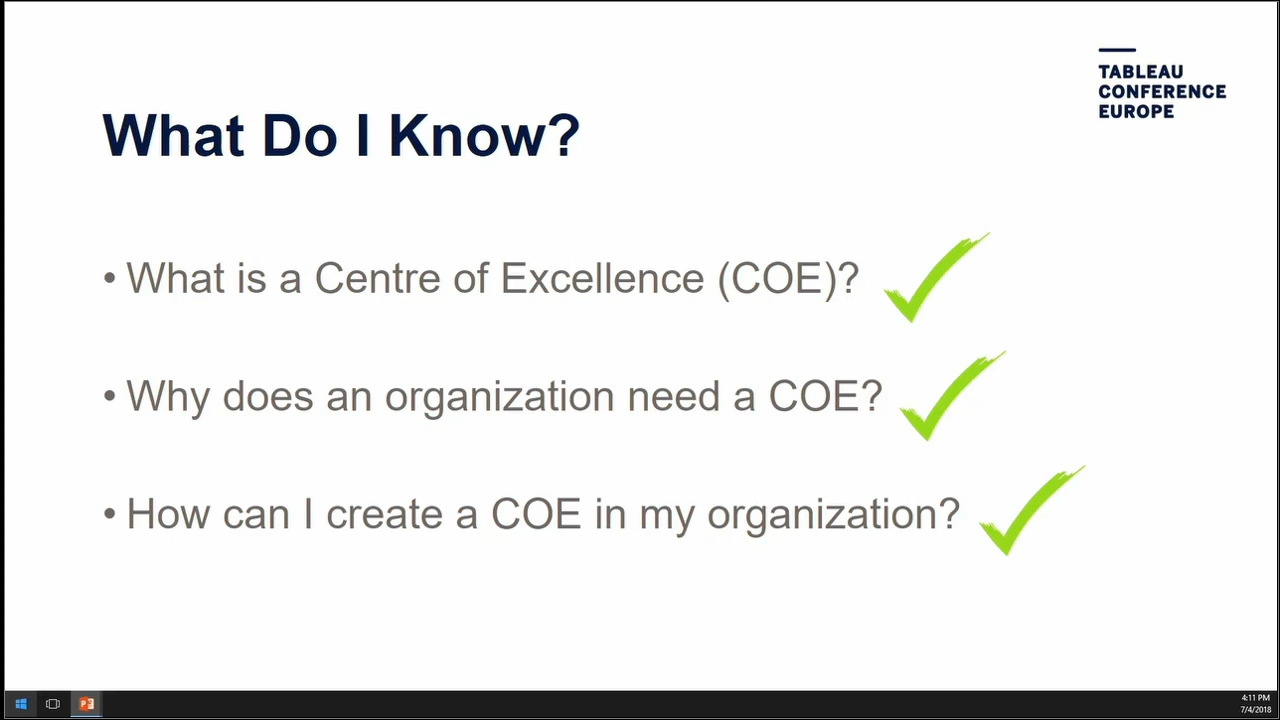 TABLEAU
CONFERENCE
EUROPE
What Do I Know?
• What is a Centre of Excellence (COE)?
• Why does an organization need a COE?
• How can I create a COE in my organization?
4:11 PM
7/4/2018